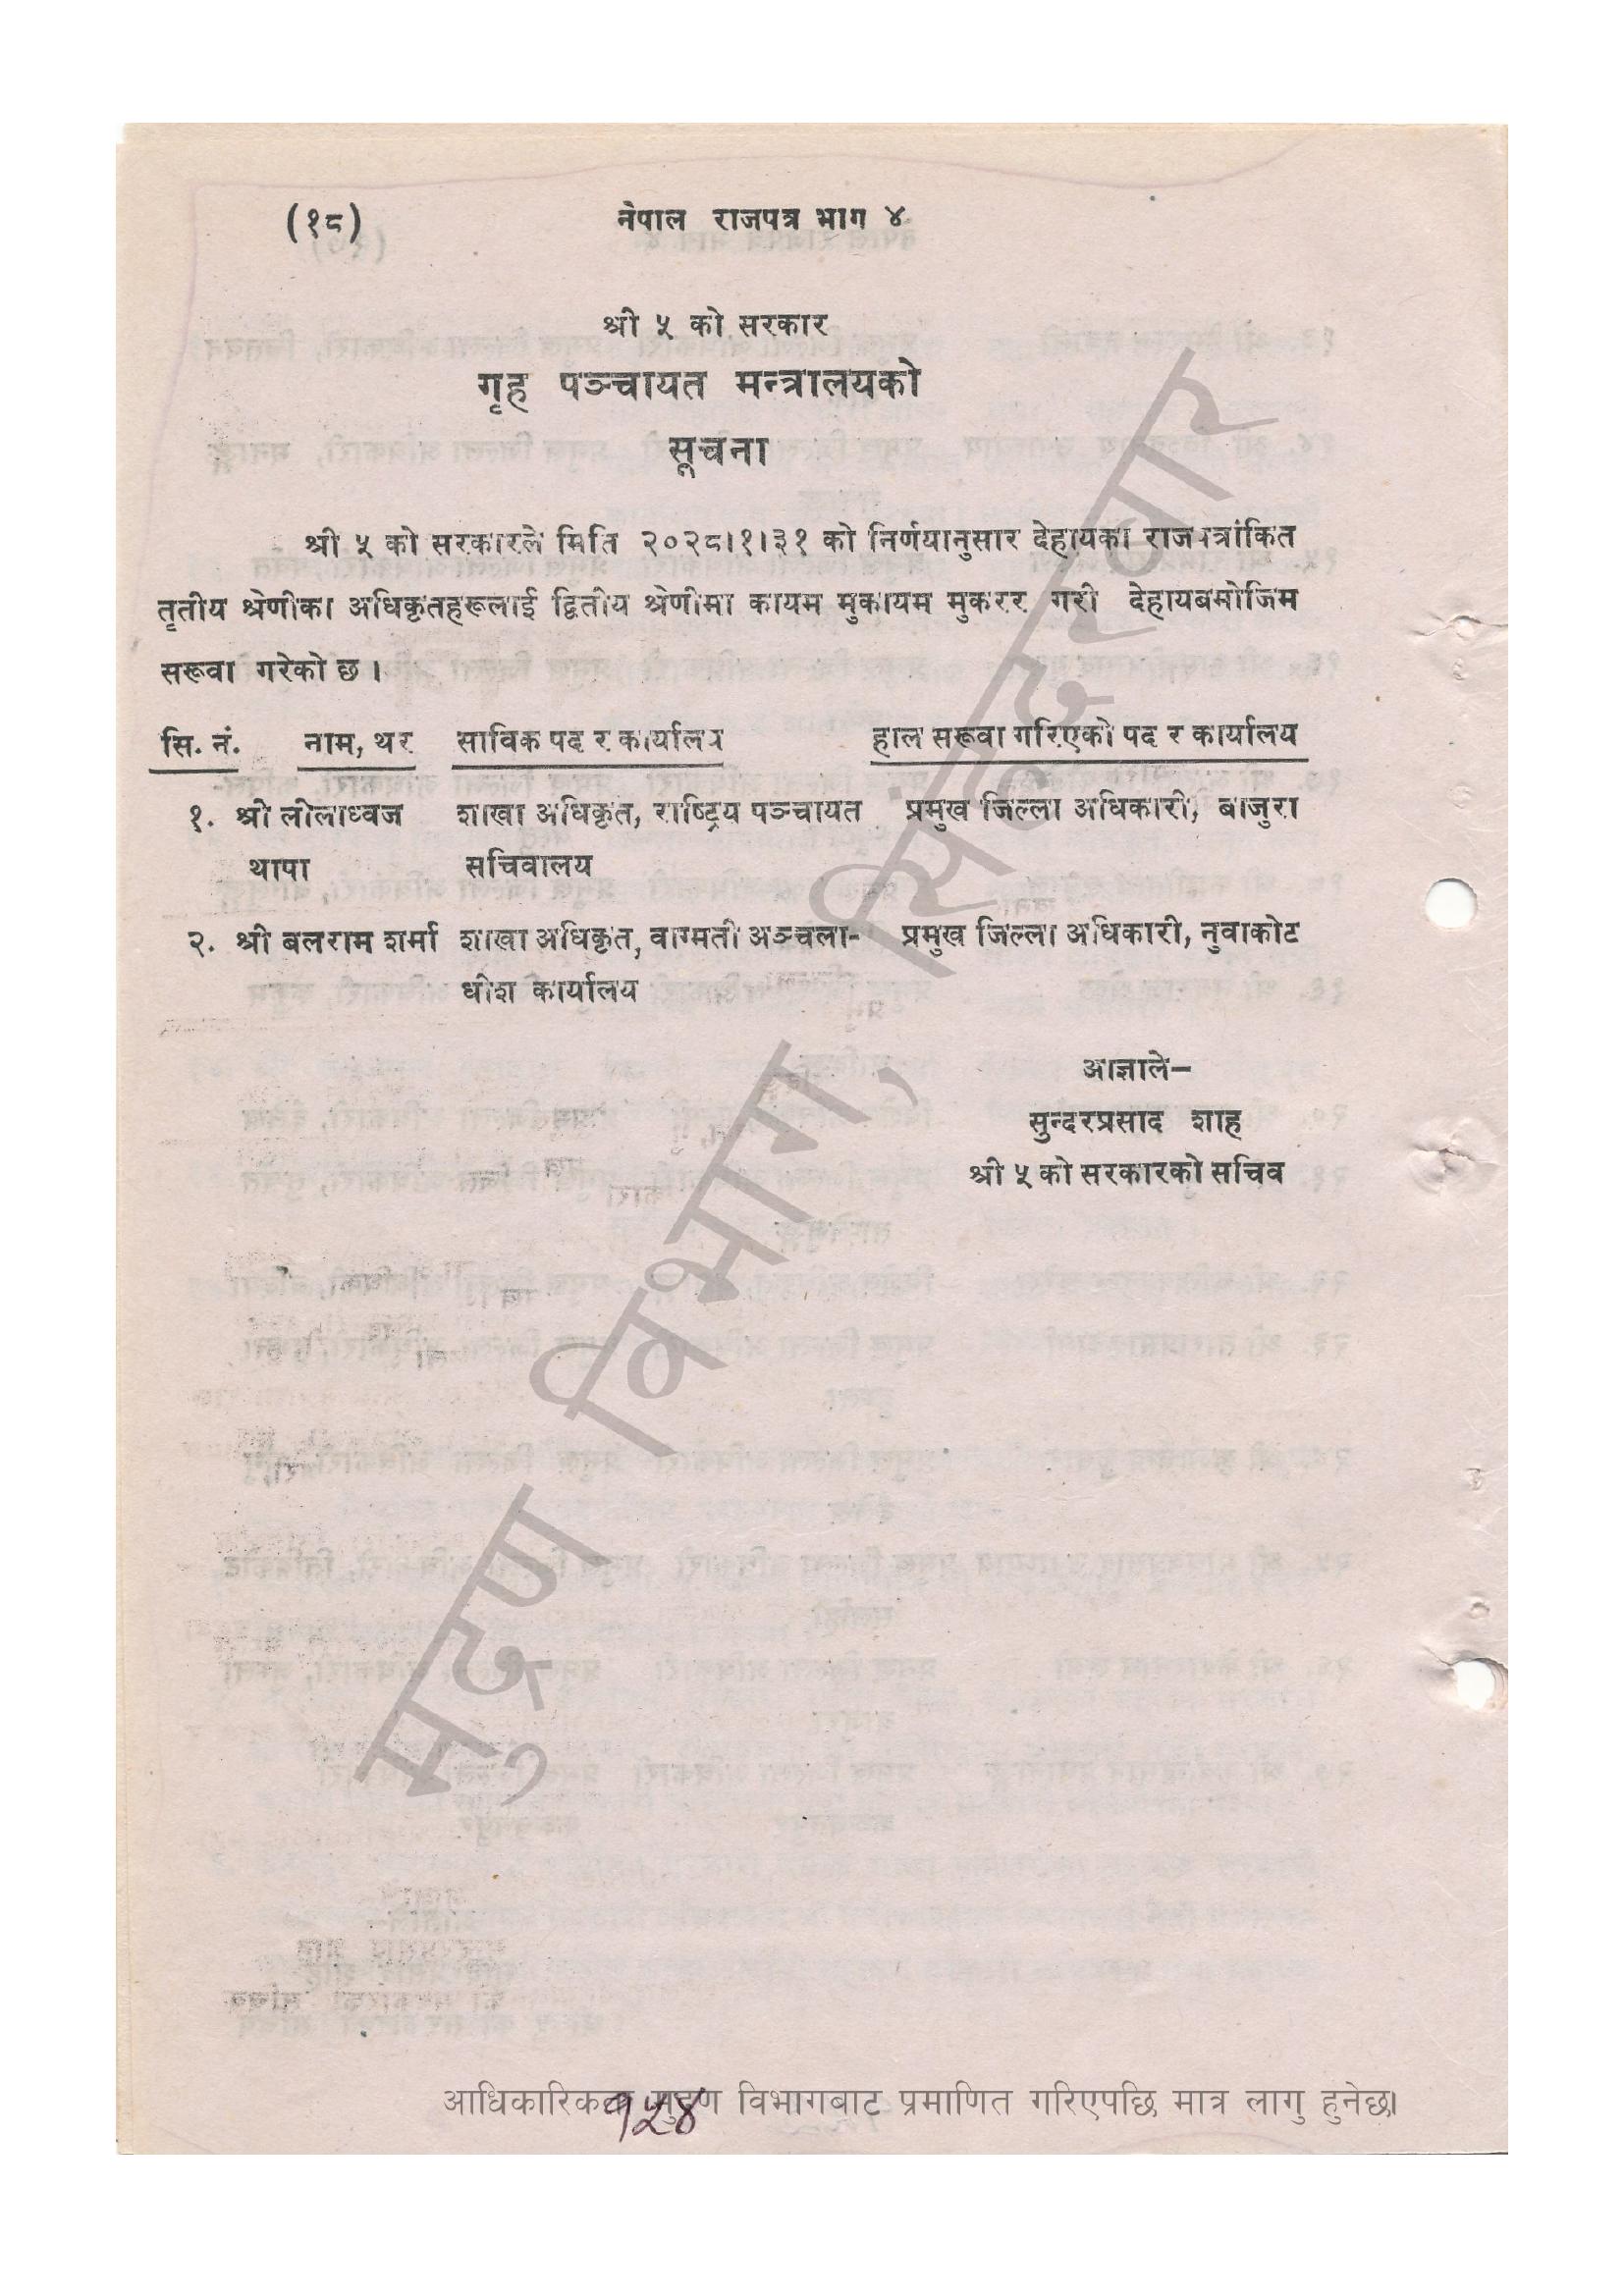 (१८) नेपाल राजपत्र भाग ४
श्री ५ को सरकार
गृह पञ्चायत मन्त्रालयको
सूचना
श्री ५ को सरकारले मिति २०२८।१।३१ को निर्णयानुसार देहायका राजपत्रांकित
तृतीय श्रेणीका अधिकृतहरूलाई द्वितीय श्रेणीमा कायम मुकायम मुकरर गरी देहायबमोजिम
सरूवा गरेको छ ।
सि. नं. नाम, थर साविक पद र कार्यालय हाल सरूवा गरिएको पद र कार्यालय
१. श्री लीलाध्वज शाखा अधिकृत, राष्ट्रिय पञ्चायत प्रमुख जिल्ला अधिकारी, बाजुरा
थापा सचिवालय
२. श्री बलराम शर्मा शाखा अधिकृत, वाग्मती अञ्चला- प्रमुख जिल्ला अधिकारी, नुवाकोट
धीश कार्यालय
आज्ञाले–
सुन्दरप्रसाद शाह
श्री ५ को सरकारको सचिव
मुद्रण विभाग, सिंहदरबार
आधिकारिकता मुद्रण विभागबाट प्रमाणित गरिएपछि मात्र लागु हुनेछ।
१५४